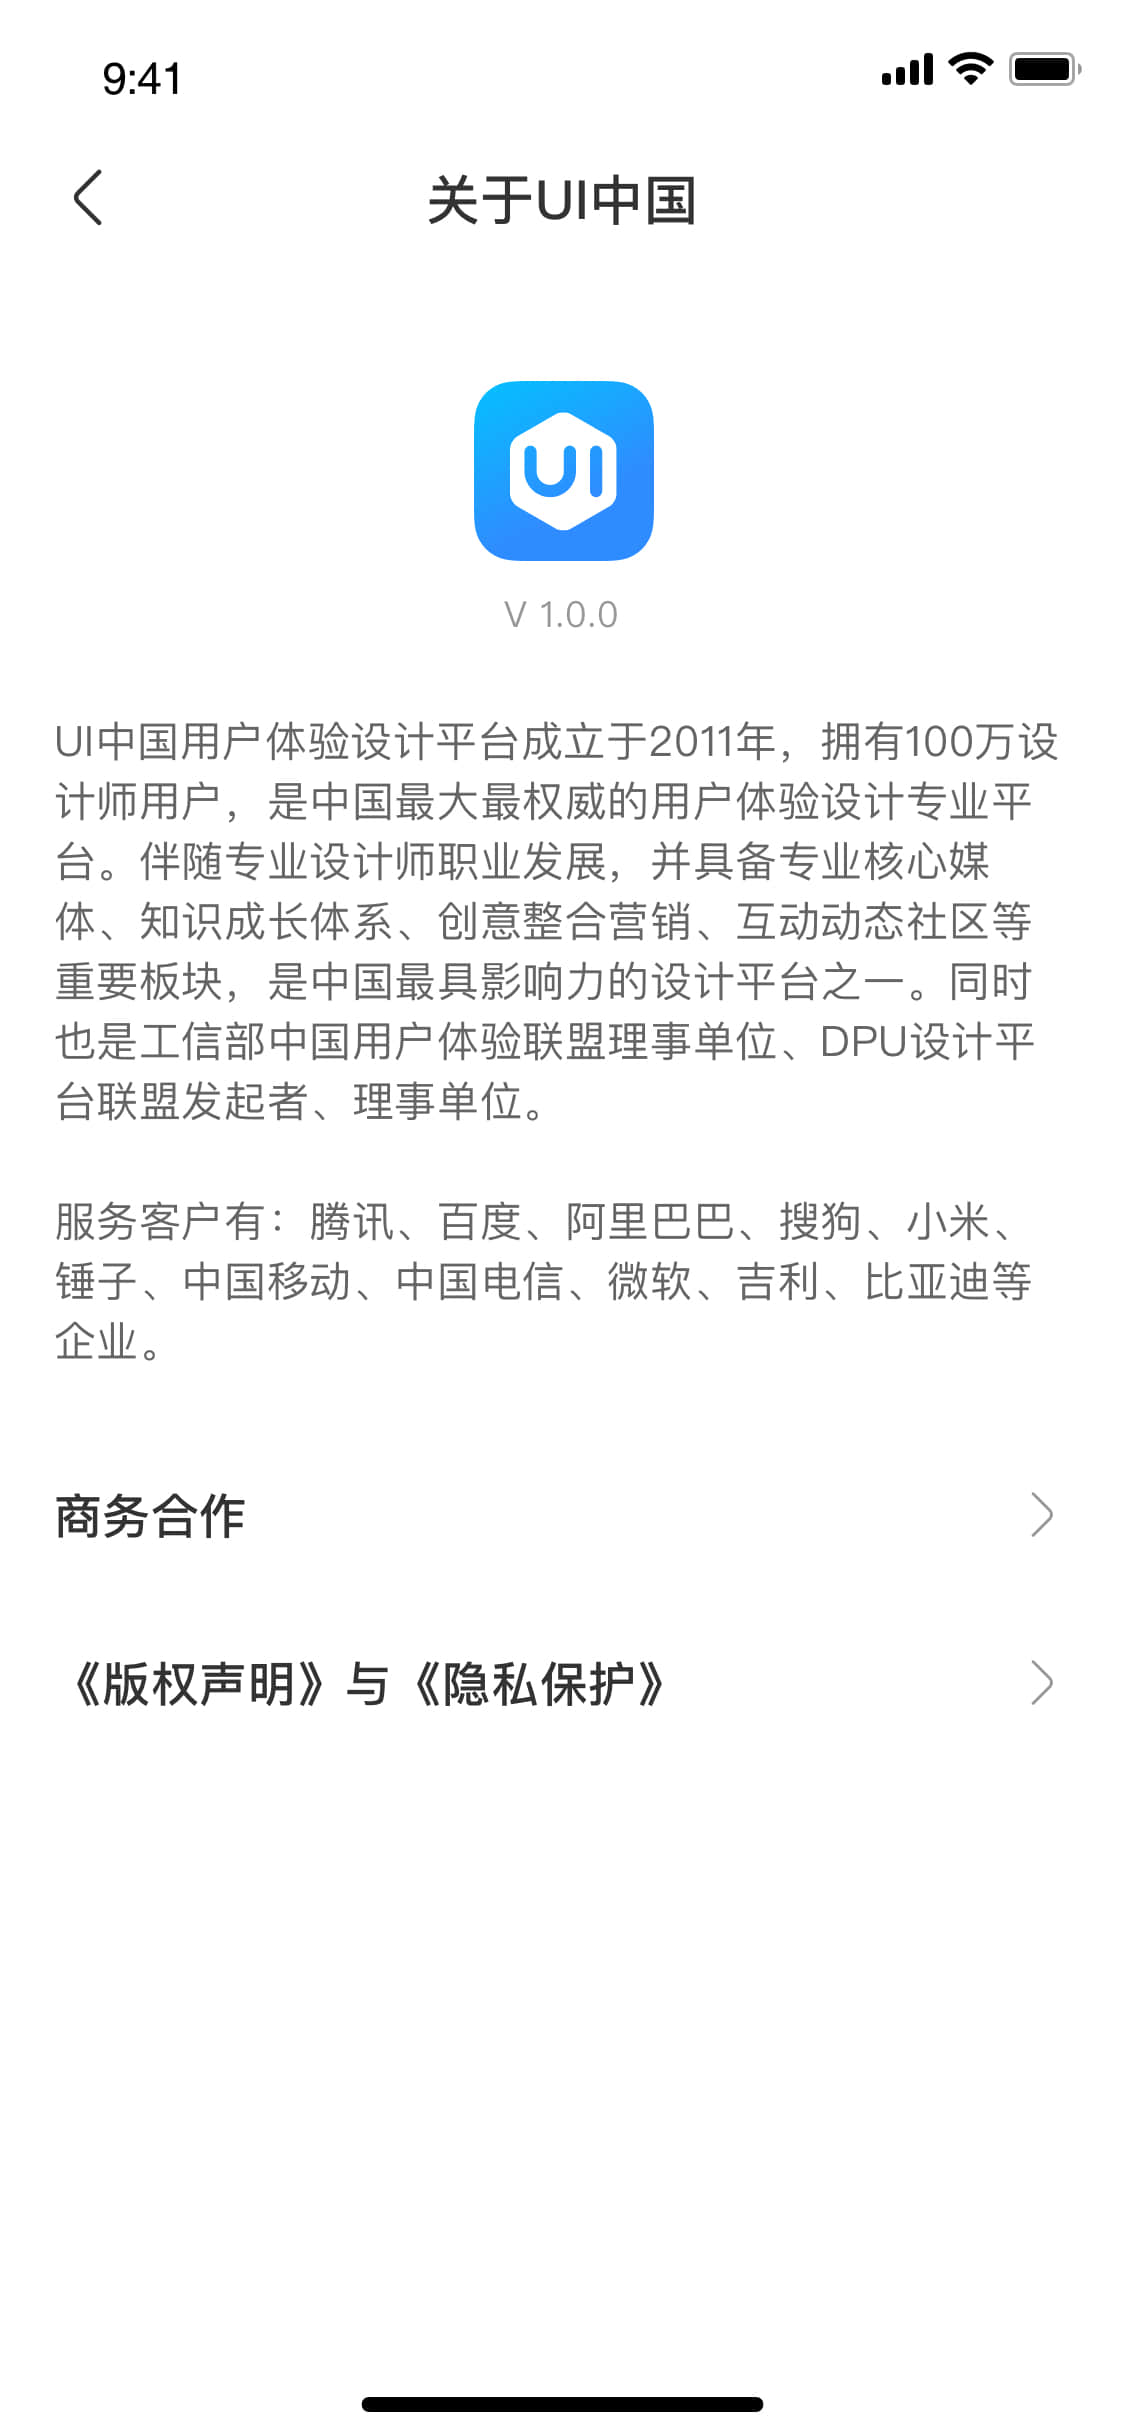 9:41
关于UI中国
UI
V 1.0.0
UI中国用户体验设计平台成立于2011年，拥有100万设
计师用户，是中国最大最权威的用户体验设计专业平
台。伴随专业设计师职业发展，并具备专业核心媒
体、知识成长体系、创意整合营销、互动动态社区等
重要板块，是中国最具影响力的设计平台之一。同时
也是工信部中国用户体验联盟理事单位、DPU设计平
台联盟发起者、理事单位。
服务客户有：腾讯、百度、阿里巴巴、搜狗、小米、
锤子、中国移动、中国电信、微软、吉利、比亚迪等
企业。
商务合作
《版权声明》与《隐私保护》